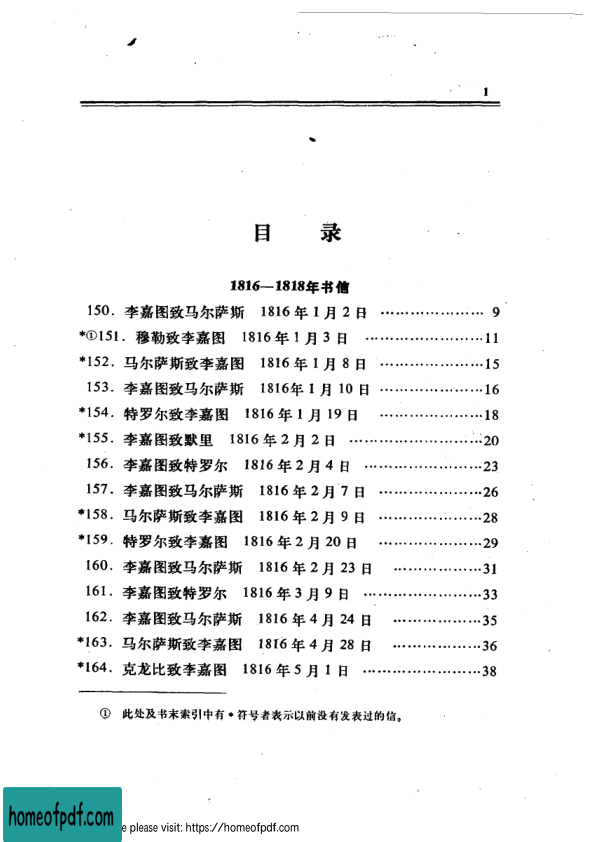 1
目 录
1816—1818年书信
150. 李嘉图致马尔萨斯 1816年1月2日 …………………… 9
*①151. 穆勒致李嘉图 1816年1月3日 …………………… 11
*152. 马尔萨斯致李嘉图 1816年1月8日 …………………… 15
153. 李嘉图致马尔萨斯 1816年1月10日 …………………… 16
*154. 特罗尔致李嘉图 1816年1月19日 …………………… 18
*155. 李嘉图致默里 1816年2月2日 …………………… 20
156. 李嘉图致特罗尔 1816年2月4日 …………………… 23
157. 李嘉图致马尔萨斯 1816年2月7日 …………………… 26
*158. 马尔萨斯致李嘉图 1816年2月9日 …………………… 28
*159. 特罗尔致李嘉图 1816年2月20日 …………………… 29
160. 李嘉图致马尔萨斯 1816年2月23日 …………………… 31
161. 李嘉图致特罗尔 1816年3月9日 …………………… 33
162. 李嘉图致马尔萨斯 1816年4月24日 …………………… 35
*163. 马尔萨斯致李嘉图 1816年4月28日 …………………… 36
*164. 克龙比致李嘉图 1816年5月1日 …………………… 38
① 此处及书末索引中有*符号者表示以前没有发表过的信。
homeofpdf.com
please visit: https://homeofpdf.com